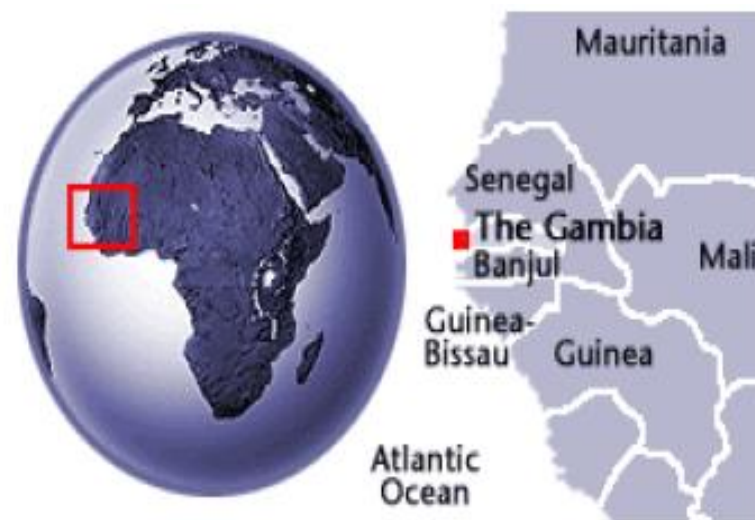 Mauritania
Senegal
The Gambia
Banjul
Mali
Guinea-
Bissau
Guinea
Atlantic
Ocean